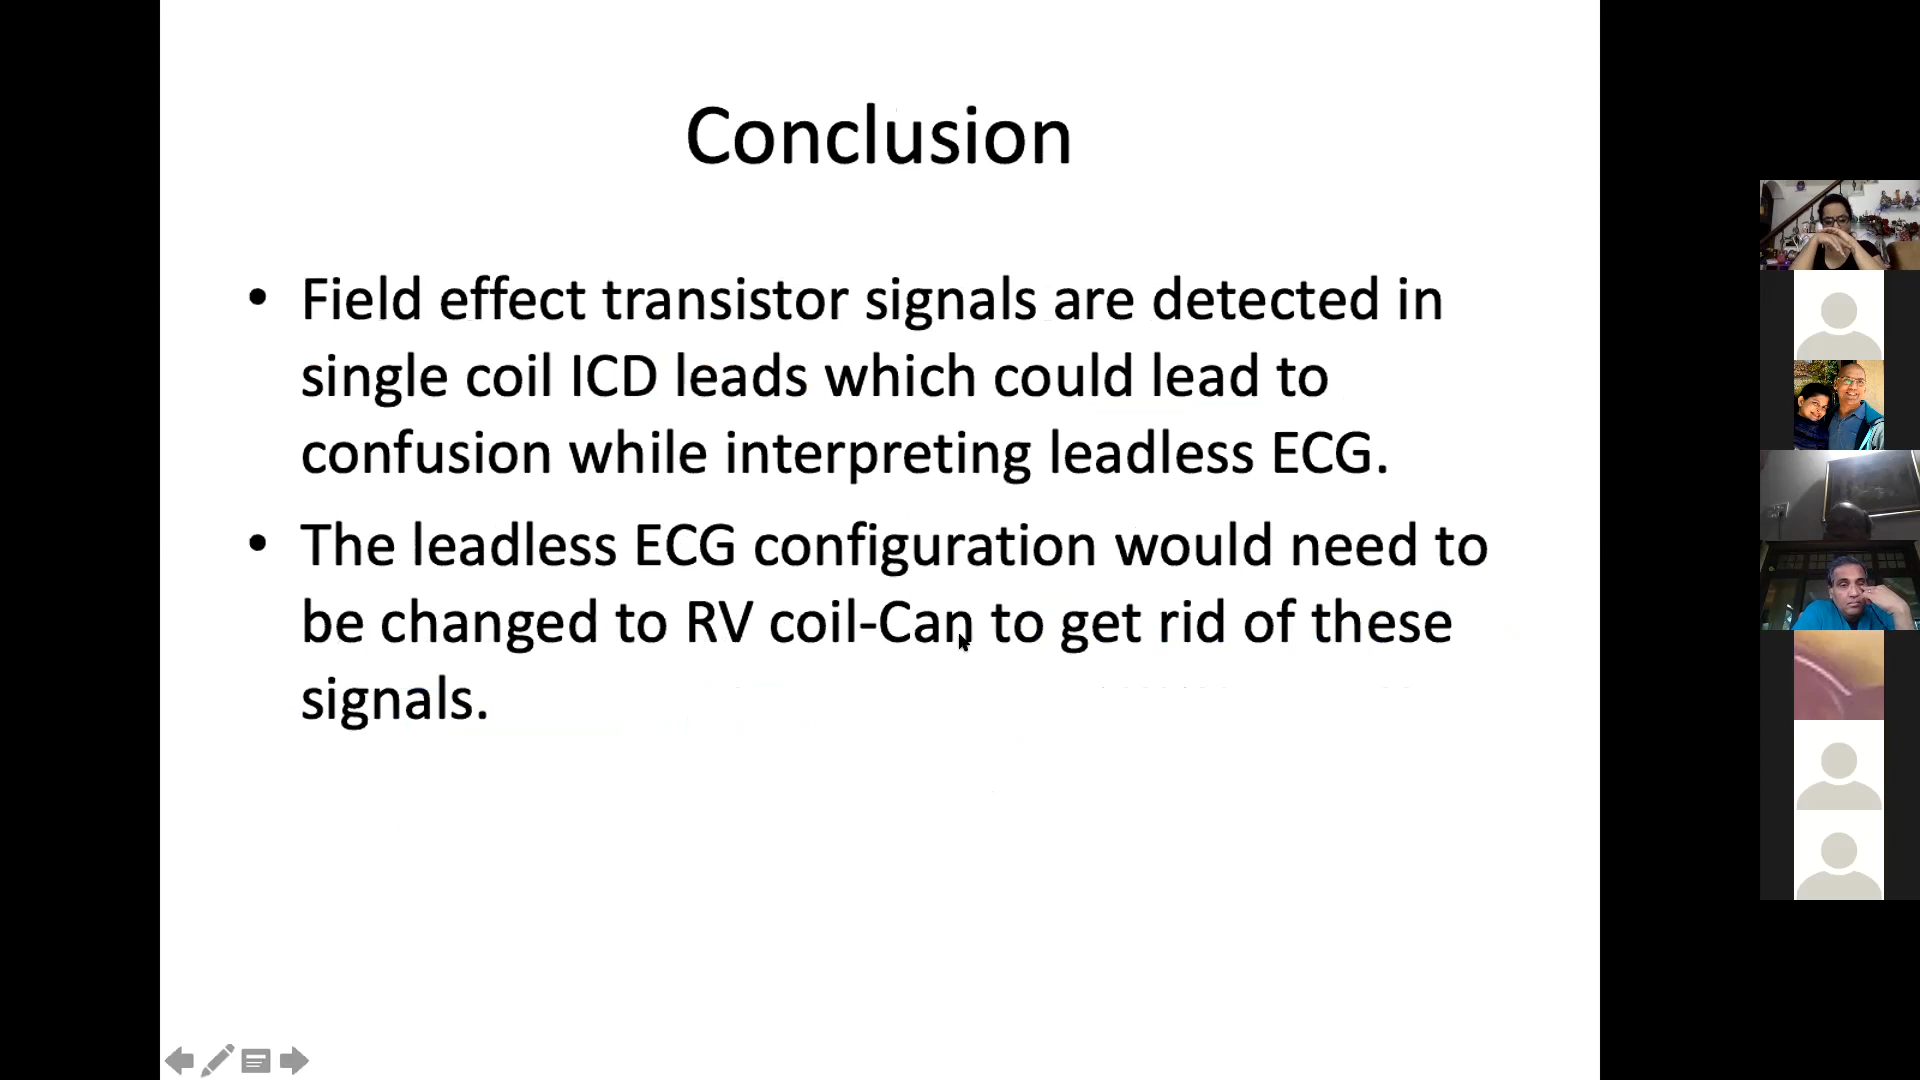 Conclusion
• Field effect transistor signals are detected in
single coil ICD leads which could lead to
confusion while interpreting leadless ECG.
• The leadless ECG configuration would need to
be changed to RV coil-Can to get rid of these
signals.